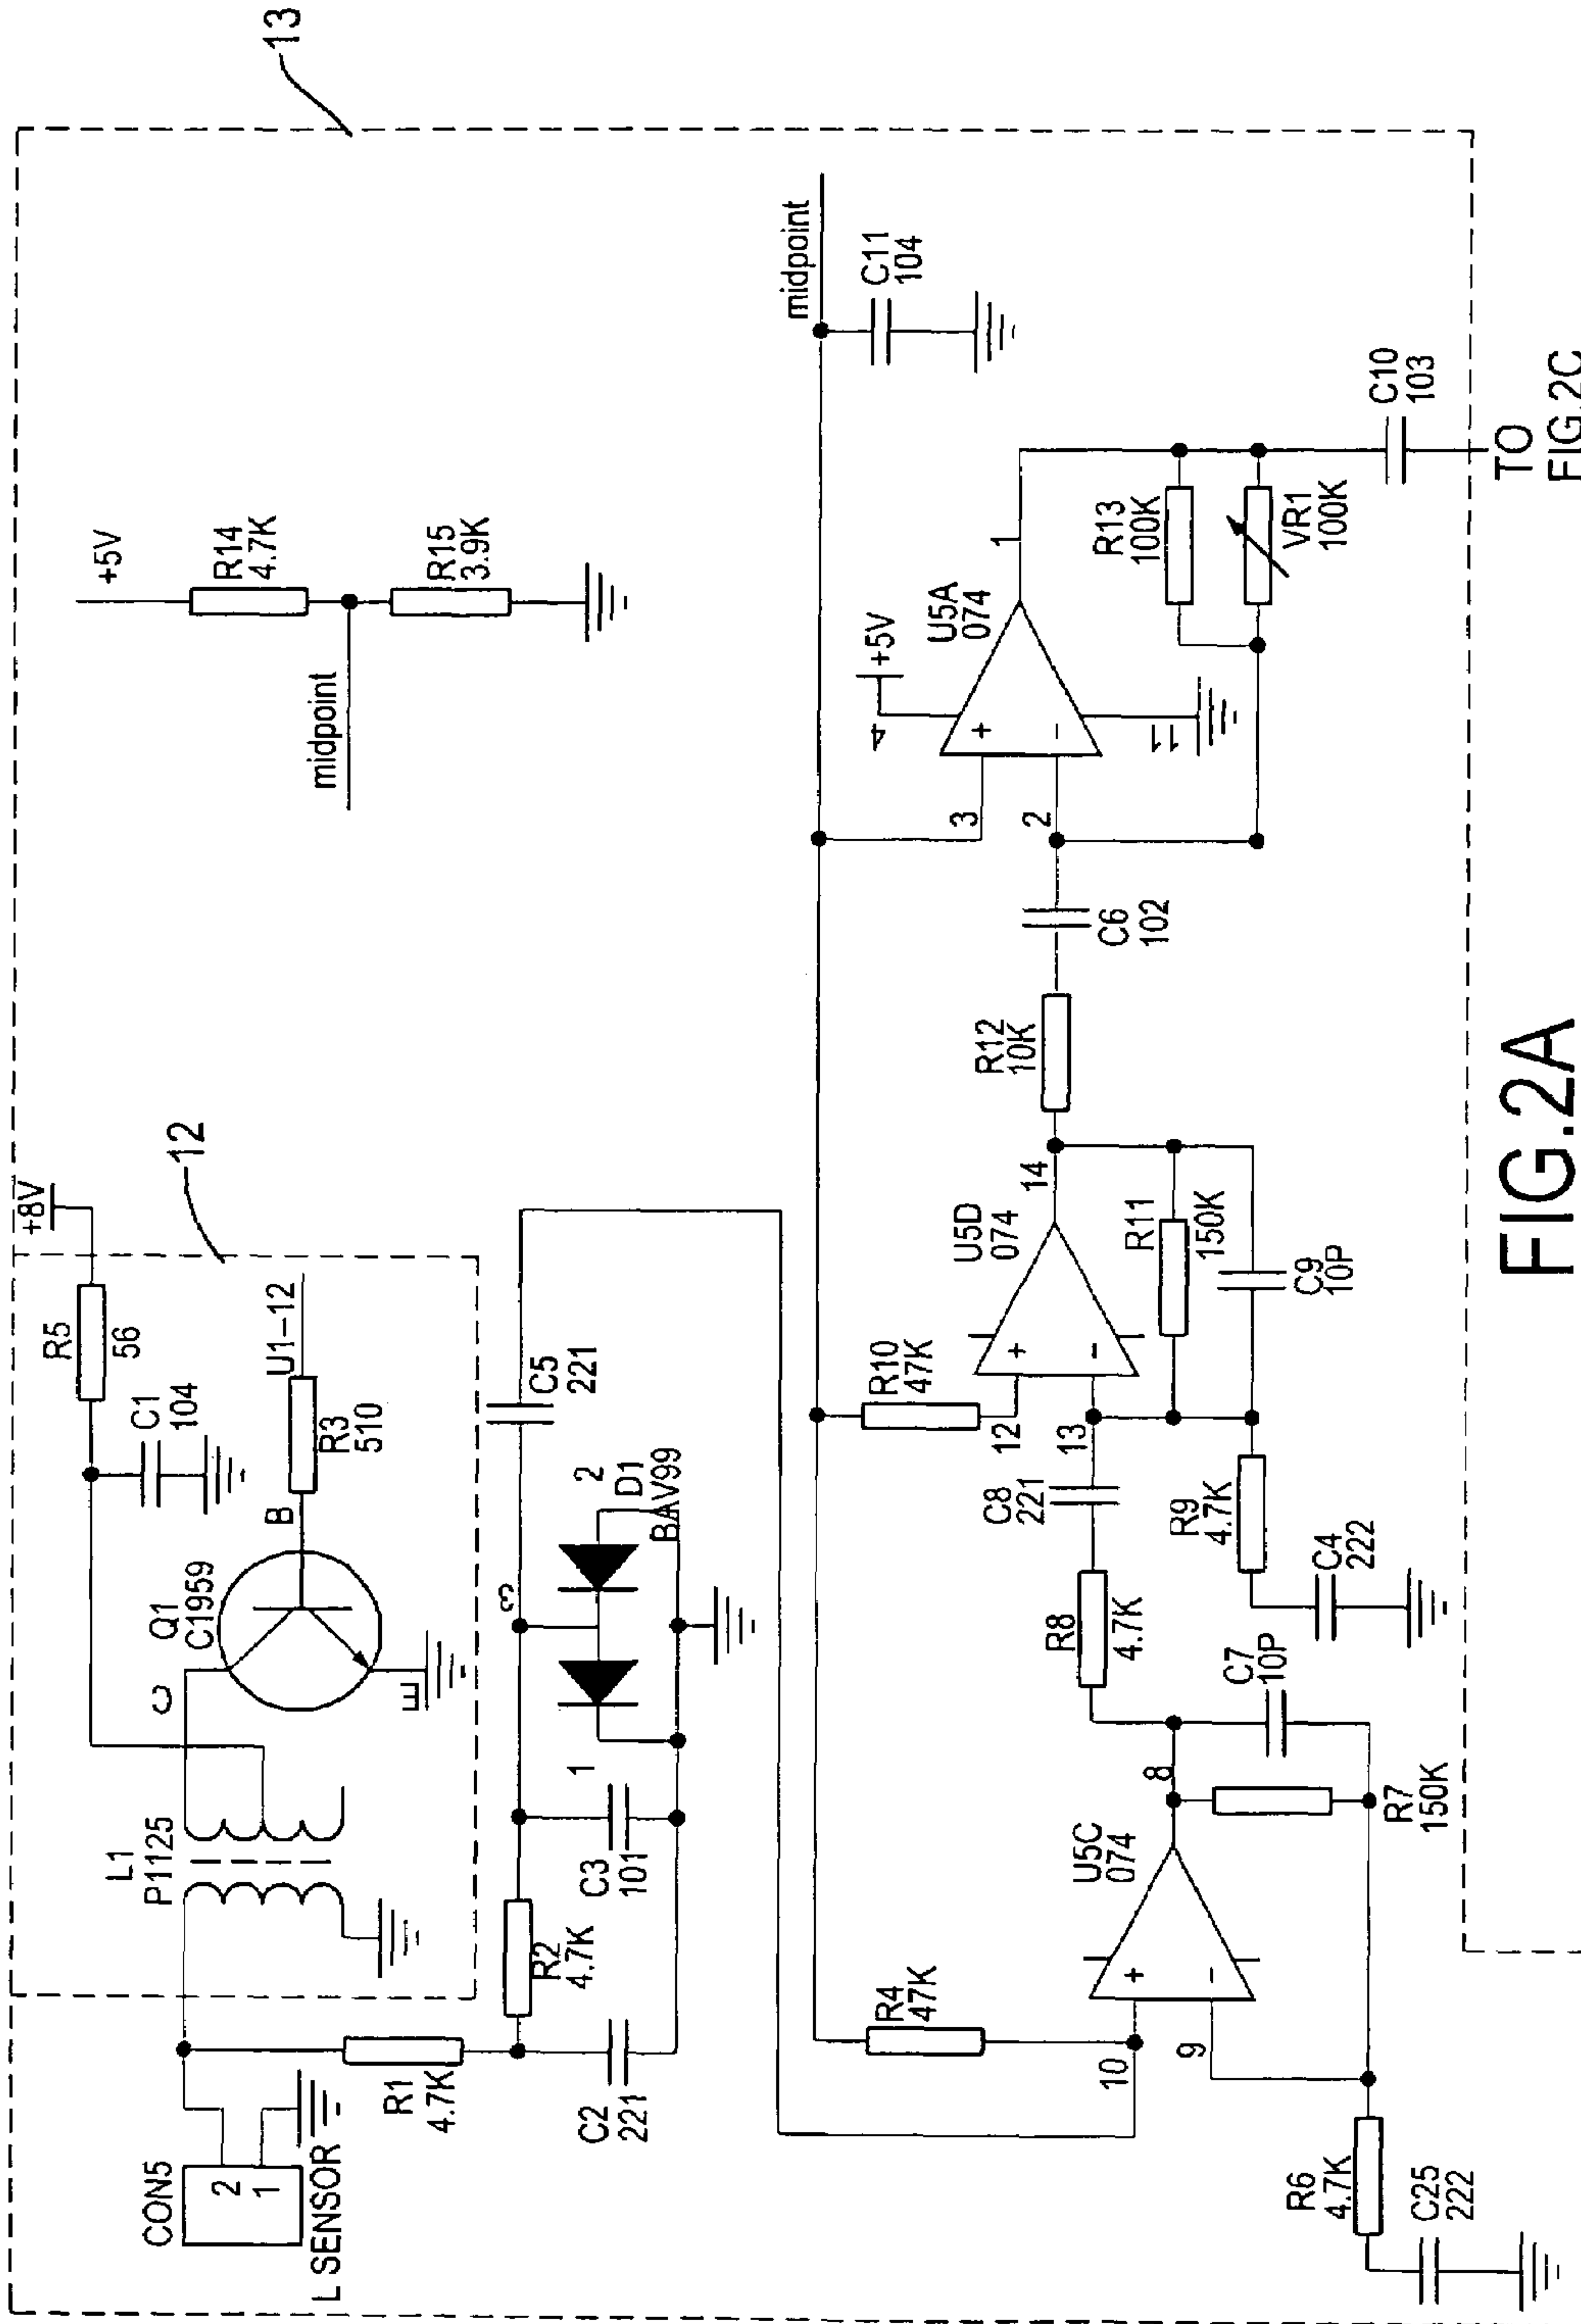 13
12
+8V
R5
56
C1
104
U1-12
R3
510
B
Q1
C1959
C
E
L1
P1125
CON5
2
1
L SENSOR
R1
4.7K
R2
4.7K
C2
221
C3
101
1
3
2
D1
BAV99
C5
221
+5V
R14
4.7K
midpoint
R15
3.9K
midpoint
C11
104
R4
47K
10
9
+
-
U5C
074
8
R7
150K
C7
10P
R6
4.7K
C25
222
R8
4.7K
C8
221
R10
47K
12
13
+
-
U5D
074
14
R11
150K
C9
10P
R9
4.7K
C4
222
R12
10K
C6
102
3
2
4
+5V
+
-
11
U5A
074
1
R13
100K
VR1
100K
C10
103
TO
FIG.2C
FIG.2A